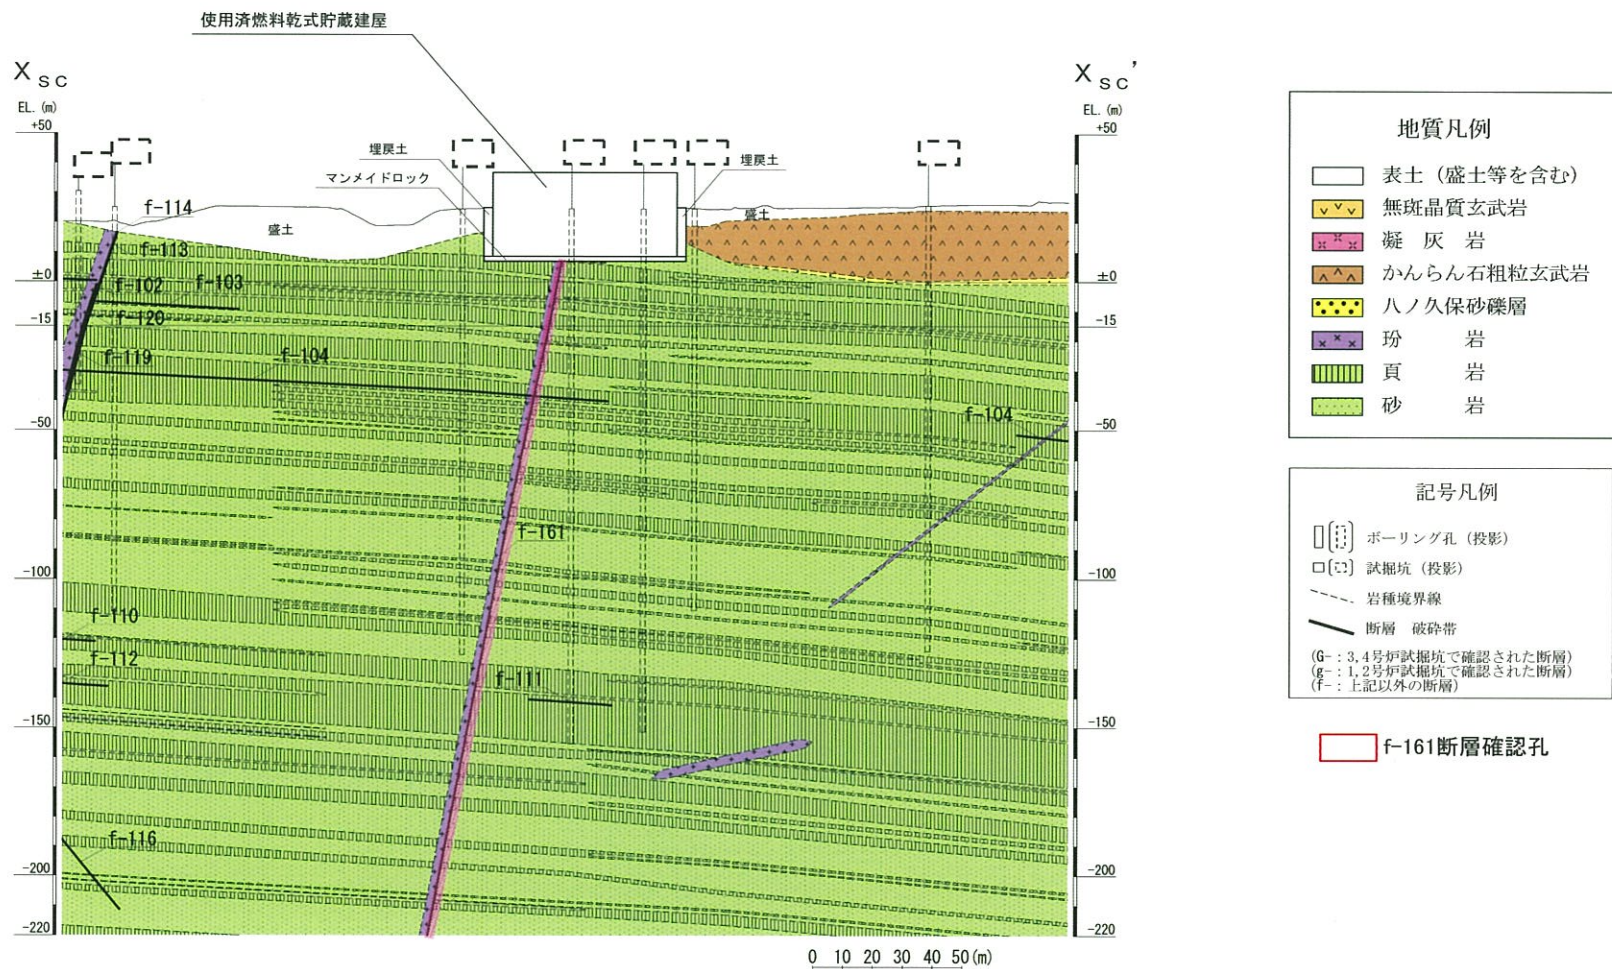 使用済燃料乾式貯蔵建屋
X SC
X SC'
EL. (m)
EL. (m)
+50
+50
埋戻土
マンメイドロック
埋戻土
f-114
盛土
盛土
f-113
±0
±0
f-102
f-103
-15
-15
f-120
f-119
f-104
f-104
-50
-50
f-161
-100
-100
f-110
f-112
f-111
-150
-150
f-116
-200
-200
-220
-220
0 10 20 30 40 50(m)
地質凡例
表土（盛土等を含む）
無斑晶質玄武岩
凝灰岩
かんらん石粗粒玄武岩
八ノ久保砂礫層
玢岩
頁岩
砂岩
記号凡例
ボーリング孔（投影）
試掘坑（投影）
岩種境界線
断層 破砕帯
(G-：3,4号炉試掘坑で確認された断層)
(g-：1,2号炉試掘坑で確認された断層)
(f-：上記以外の断層)
f-161断層確認孔